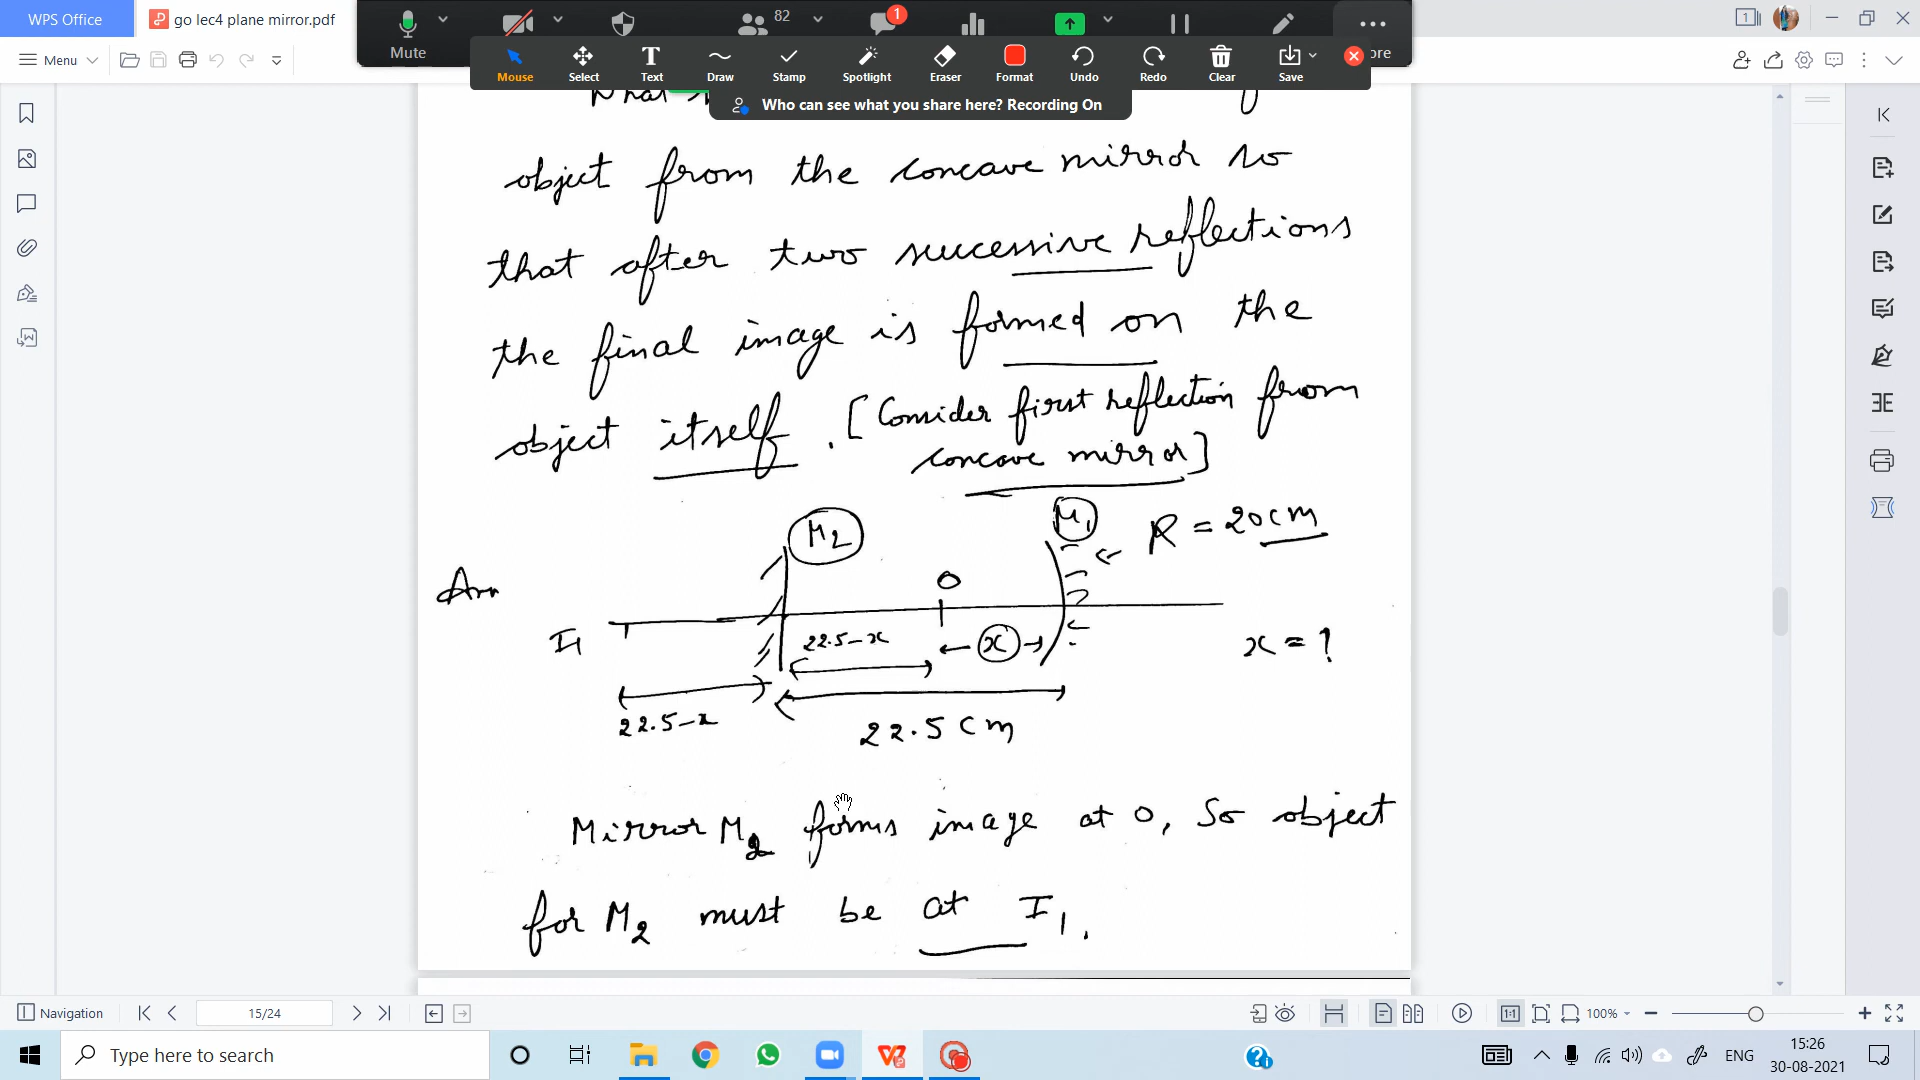 WPS Office
go lec4 plane mirror.pdf
82
1
Mute
ore
Menu
Mouse
Select
Text
Draw
Stamp
Spotlight
Eraser
Format
Undo
Redo
Clear
Save
Who can see what you share here? Recording On
What
object from the concave mirror so
that after two successive reflections
the final image is formed on the
object itself. [Consider first reflection from
concave mirror]
M2
M1
R = 20cm
O
Ans
I1
22.5-x
x
x = ?
22.5-x
22.5 cm
Mirror M2 forms image at O, So object
for M2 must be at I1.
Navigation
15/24
1:1
100%
Type here to search
ENG
15:26
30-08-2021